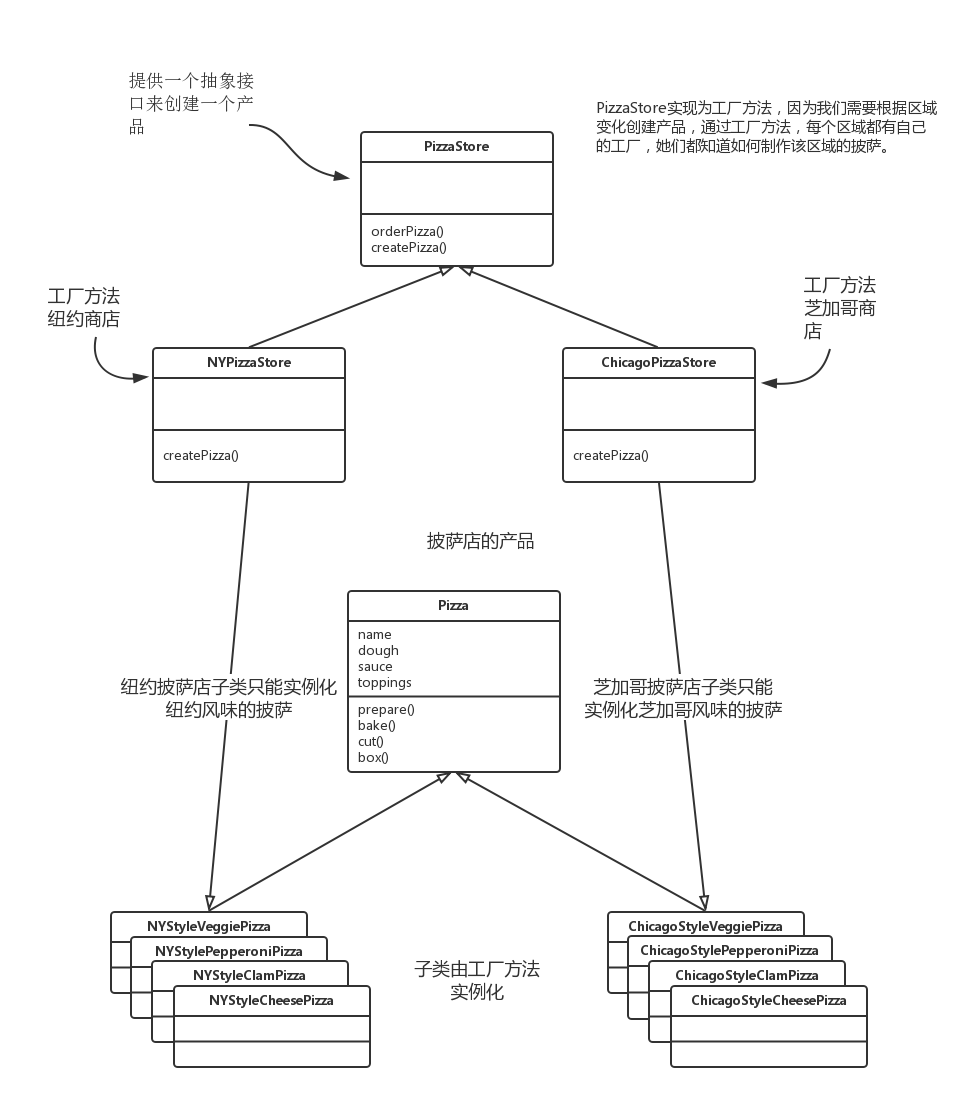 提供一个抽象接
口来创建一个产
品
PizzaStore实现为工厂方法，因为我们需要根据区域
变化创建产品，通过工厂方法，每个区域都有自己
的工厂，她们都知道如何制作该区域的披萨。
PizzaStore
orderPizza()
createPizza()
工厂方法
纽约商店
工厂方法
芝加哥商
店
NYPizzaStore
createPizza()
ChicagoPizzaStore
createPizza()
披萨店的产品
Pizza
name
dough
sauce
toppings
prepare()
bake()
cut()
box()
纽约披萨店子类只能实例化
纽约风味的披萨
芝加哥披萨店子类只能
实例化芝加哥风味的披萨
NYStyleVeggiePizza
NYStylePepperoniPizza
NYStyleClamPizza
NYStyleCheesePizza
子类由工厂方法
实例化
ChicagoStyleVeggiePizza
ChicagoStylePepperoniPizza
ChicagoStyleClamPizza
ChicagoStyleCheesePizza